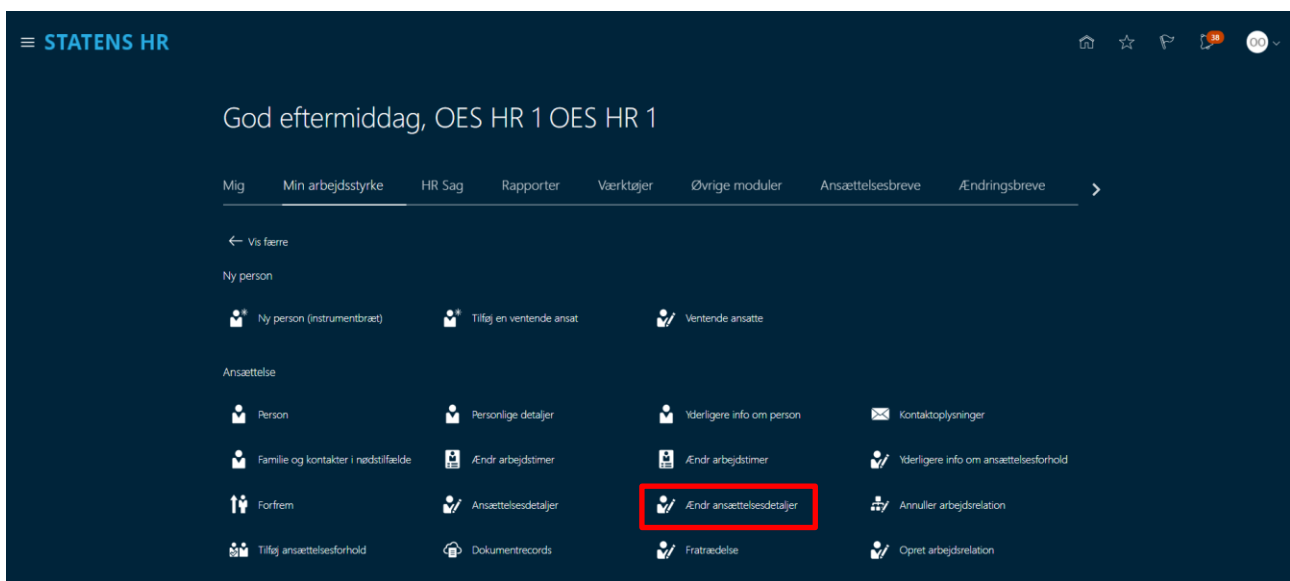 STATENS HR
38
OO
God eftermiddag, OES HR 1 OES HR 1
Mig Min arbejdsstyrke HR Sag Rapporter Værktøjer Øvrige moduler Ansættelsesbreve Ændringsbreve
Vis færre
Ny person
Ny person (instrumentbræt) Tilføj en ventende ansat Ventende ansatte
Ansættelse
Person Personlige detaljer Yderligere info om person Kontaktoplysninger
Familie og kontakter i nødstilfælde Ændr arbejdstimer Ændr arbejdstimer Yderligere info om ansættelsesforhold
Forfrem Ansættelsesdetaljer Ændr ansættelsesdetaljer Annuller arbejdsrelation
Tilføj ansættelsesforhold Dokumentrecords Fratrædelse Opret arbejdsrelation